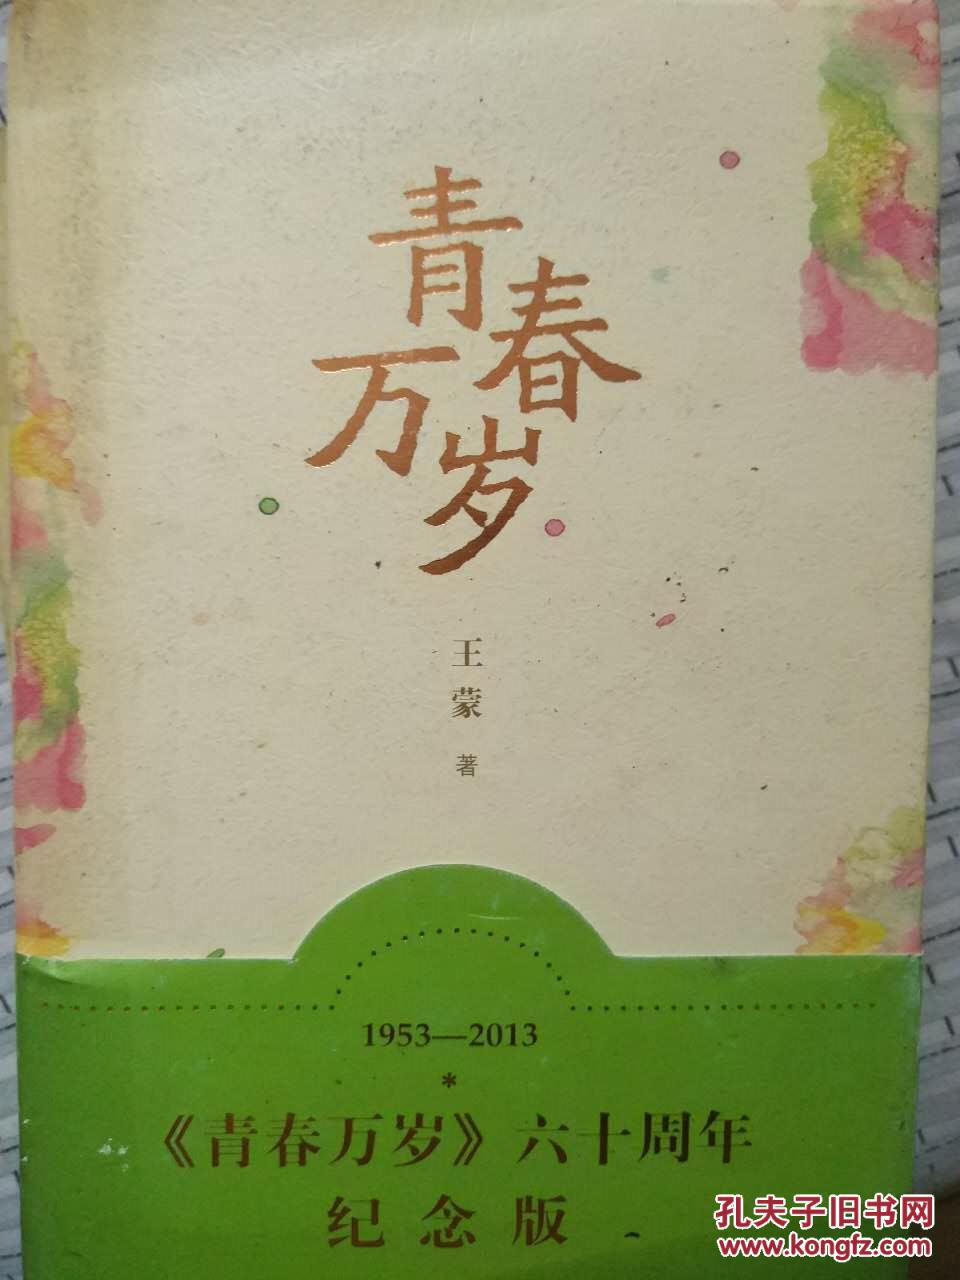 青春
万岁
王蒙 著
1953—2013
*
《青春万岁》六十周年
纪念版
孔夫子旧书网
www.kongfz.com